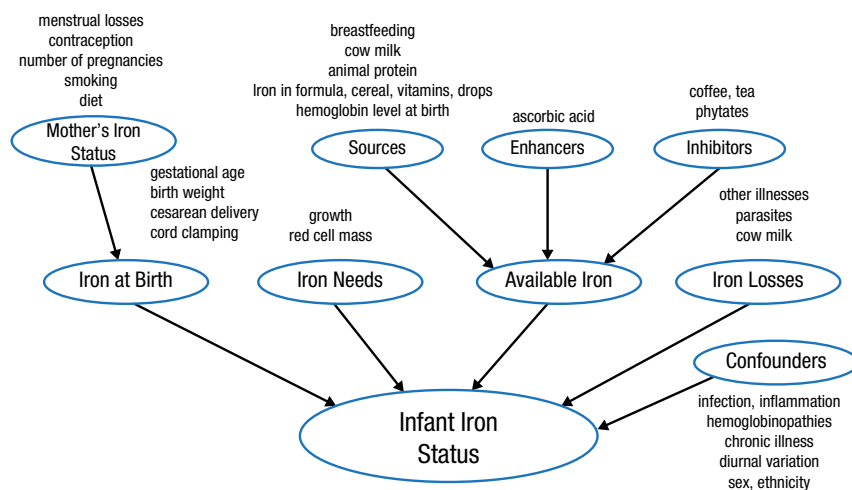 menstrual losses
contraception
number of pregnancies
smoking
diet
Mother's Iron
Status
breastfeeding
cow milk
animal protein
Iron in formula, cereal, vitamins, drops
hemoglobin level at birth
Sources
ascorbic acid
Enhancers
coffee, tea
phytates
Inhibitors
gestational age
birth weight
cesarean delivery
cord clamping
Iron at Birth
growth
red cell mass
Iron Needs
Available Iron
other illnesses
parasites
cow milk
Iron Losses
Confounders
infection, inflammation
hemoglobinopathies
chronic illness
diurnal variation
sex, ethnicity
Infant Iron
Status